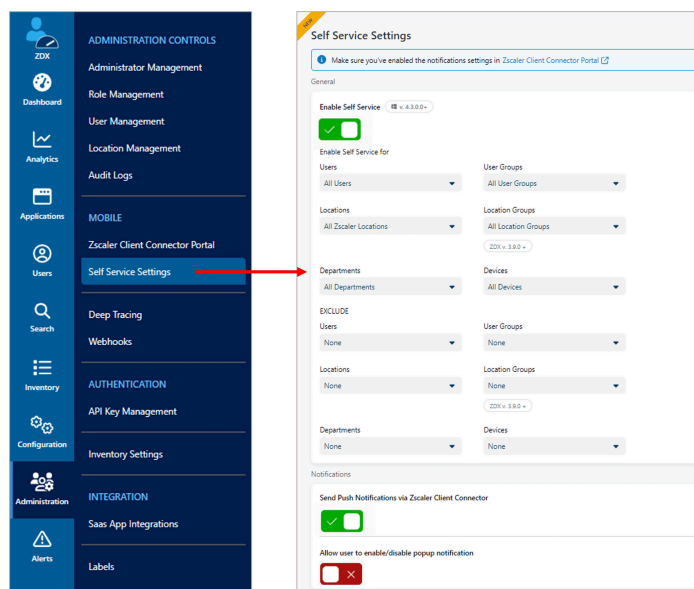 ZDX
Dashboard
Analytics
Applications
Users
Search
Inventory
Configuration
Administration
Alerts
ADMINISTRATION CONTROLS
Administrator Management
Role Management
User Management
Location Management
Audit Logs
MOBILE
Zscaler Client Connector Portal
Self Service Settings
Deep Tracing
Webhooks
AUTHENTICATION
API Key Management
Inventory Settings
INTEGRATION
Saas App Integrations
Labels
NEW
Self Service Settings
Make sure you've enabled the notifications settings in Zscaler Client Connector Portal
General
Enable Self Service v. 4.3.0.0+
Enable Self Service for
Users User Groups
All Users All User Groups
Locations Location Groups
All Zscaler Locations All Location Groups
ZDX v. 3.9.0 +
Departments Devices
All Departments All Devices
EXCLUDE
Users User Groups
None None
Locations Location Groups
None None
ZDX v. 3.9.0 +
Departments Devices
None None
Notifications
Send Push Notifications via Zscaler Client Connector
Allow user to enable/disable popup notification